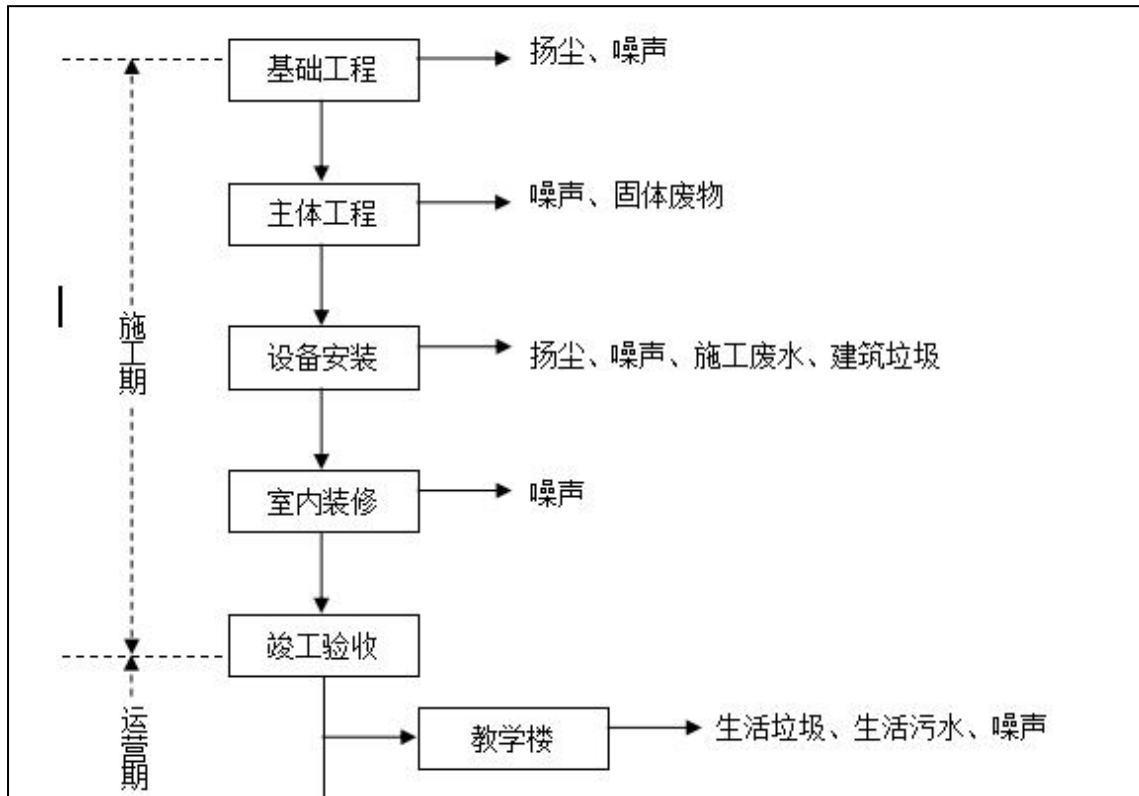 基础工程
扬尘、噪声
主体工程
噪声、固体废物
施工期
设备安装
扬尘、噪声、施工废水、建筑垃圾
室内装修
噪声
竣工验收
运营期
教学楼
生活垃圾、生活污水、噪声